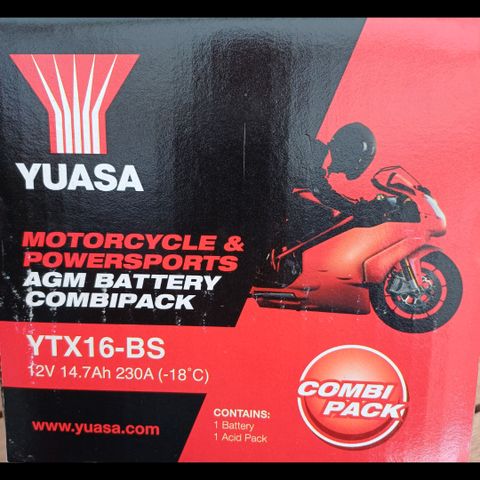 YUASA
MOTORCYCLE &
POWERSPORTS
AGM BATTERY
COMBIPACK
YTX16-BS
12V 14.7Ah 230A (-18˚C)
COMBI
PACK
CONTAINS:
1 Battery
1 Acid Pack
www.yuasa.com